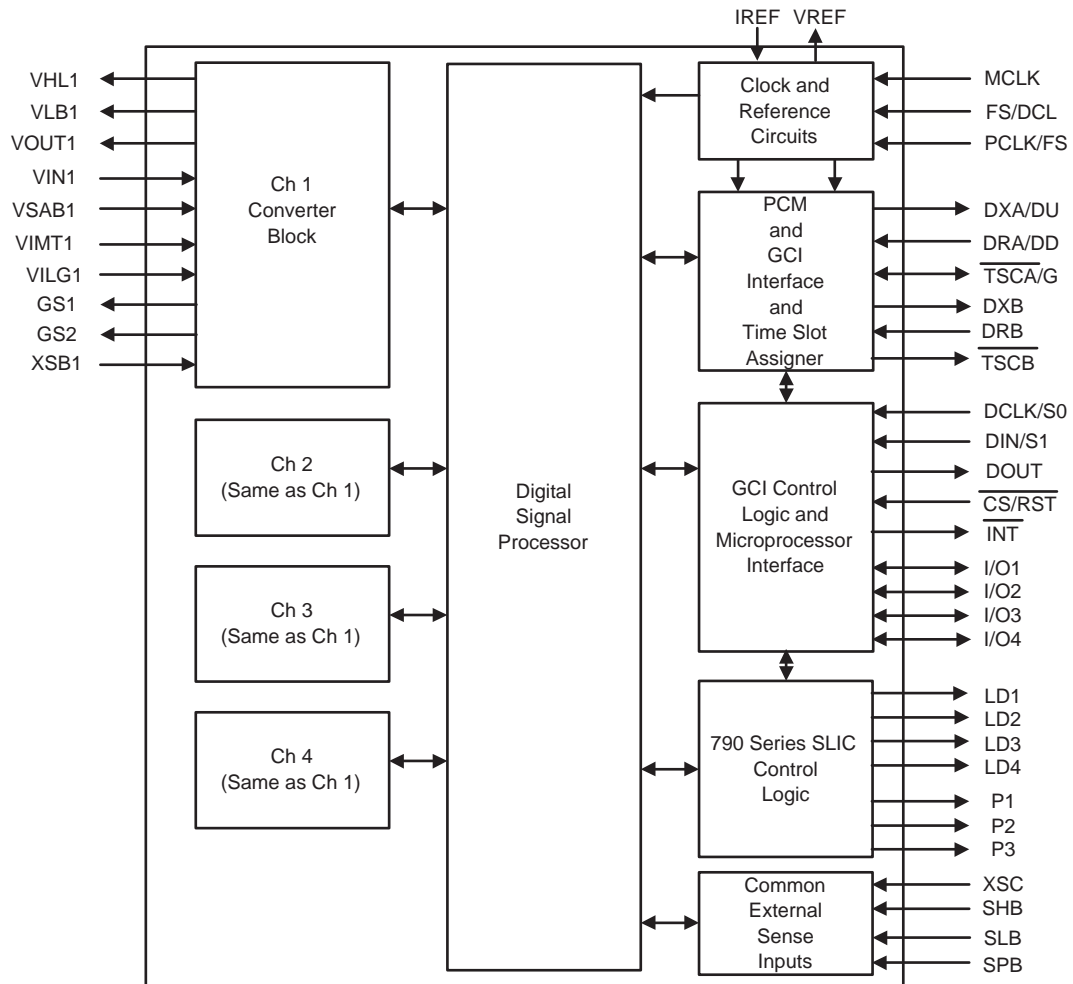 IREF VREF
VHL1
VLB1
VOUT1
VIN1
VSAB1
VIMT1
VILG1
GS1
GS2
XSB1
Ch 1
Converter
Block
Ch 2
(Same as Ch 1)
Ch 3
(Same as Ch 1)
Ch 4
(Same as Ch 1)
Digital
Signal
Processor
Clock and
Reference
Circuits
PCM
and
GCI
Interface
and
Time Slot
Assigner
GCI Control
Logic and
Microprocessor
Interface
790 Series SLIC
Control
Logic
Common
External
Sense
Inputs
MCLK
FS/DCL
PCLK/FS
DXA/DU
DRA/DD
TSCA/G
DXB
DRB
TSCB
DCLK/S0
DIN/S1
DOUT
CS/RST
INT
I/O1
I/O2
I/O3
I/O4
LD1
LD2
LD3
LD4
P1
P2
P3
XSC
SHB
SLB
SPB